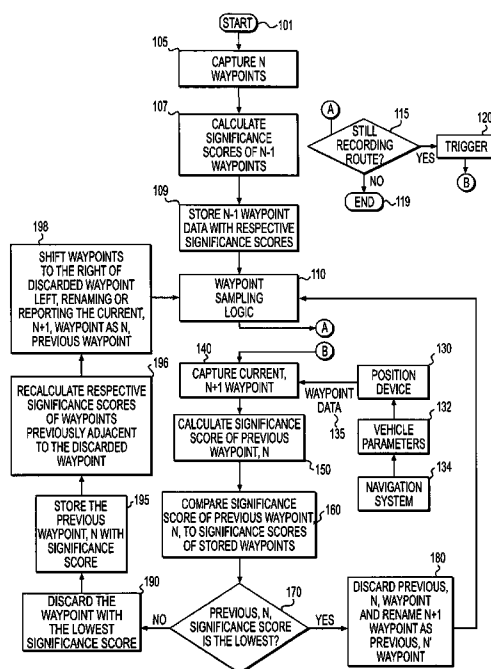 START
101
105
CAPTURE N
WAYPOINTS
107
CALCULATE
SIGNIFICANCE
SCORES OF N-1
WAYPOINTS
109
STORE N-1 WAYPOINT
DATA WITH RESPECTIVE
SIGNIFICANCE SCORES
110
WAYPOINT
SAMPLING
LOGIC
A
A
115
STILL
RECORDING
ROUTE?
YES
NO
END
119
120
TRIGGER
B
B
140
CAPTURE CURRENT,
N+1 WAYPOINT
WAYPOINT
DATA
135
130
POSITION
DEVICE
132
VEHICLE
PARAMETERS
134
NAVIGATION
SYSTEM
CALCULATE SIGNIFICANCE
SCORE OF PREVIOUS
WAYPOINT, N
150
COMPARE SIGNIFICANCE
SCORE OF PREVIOUS WAYPOINT,
N, TO SIGNIFICANCE SCORES
OF STORED WAYPOINTS
160
170
PREVIOUS, N,
SIGNIFICANCE SCORE
IS THE LOWEST?
YES
NO
180
DISCARD PREVIOUS,
N, WAYPOINT
AND RENAME N+1
WAYPOINT AS
PREVIOUS, N'
WAYPOINT
190
DISCARD THE
WAYPOINT WITH
THE LOWEST
SIGNIFICANCE SCORE
195
STORE THE
PREVIOUS
WAYPOINT, N WITH
SIGNIFICANCE
SCORE
196
RECALCULATE RESPECTIVE
SIGNIFICANCE SCORES
OF WAYPOINTS
PREVIOUSLY ADJACENT
TO THE DISCARDED
WAYPOINT
198
SHIFT WAYPOINTS
TO THE RIGHT OF
DISCARDED WAYPOINT
LEFT, RENAMING OR
REPORTING THE CURRENT,
N+1, WAYPOINT AS N,
PREVIOUS WAYPOINT